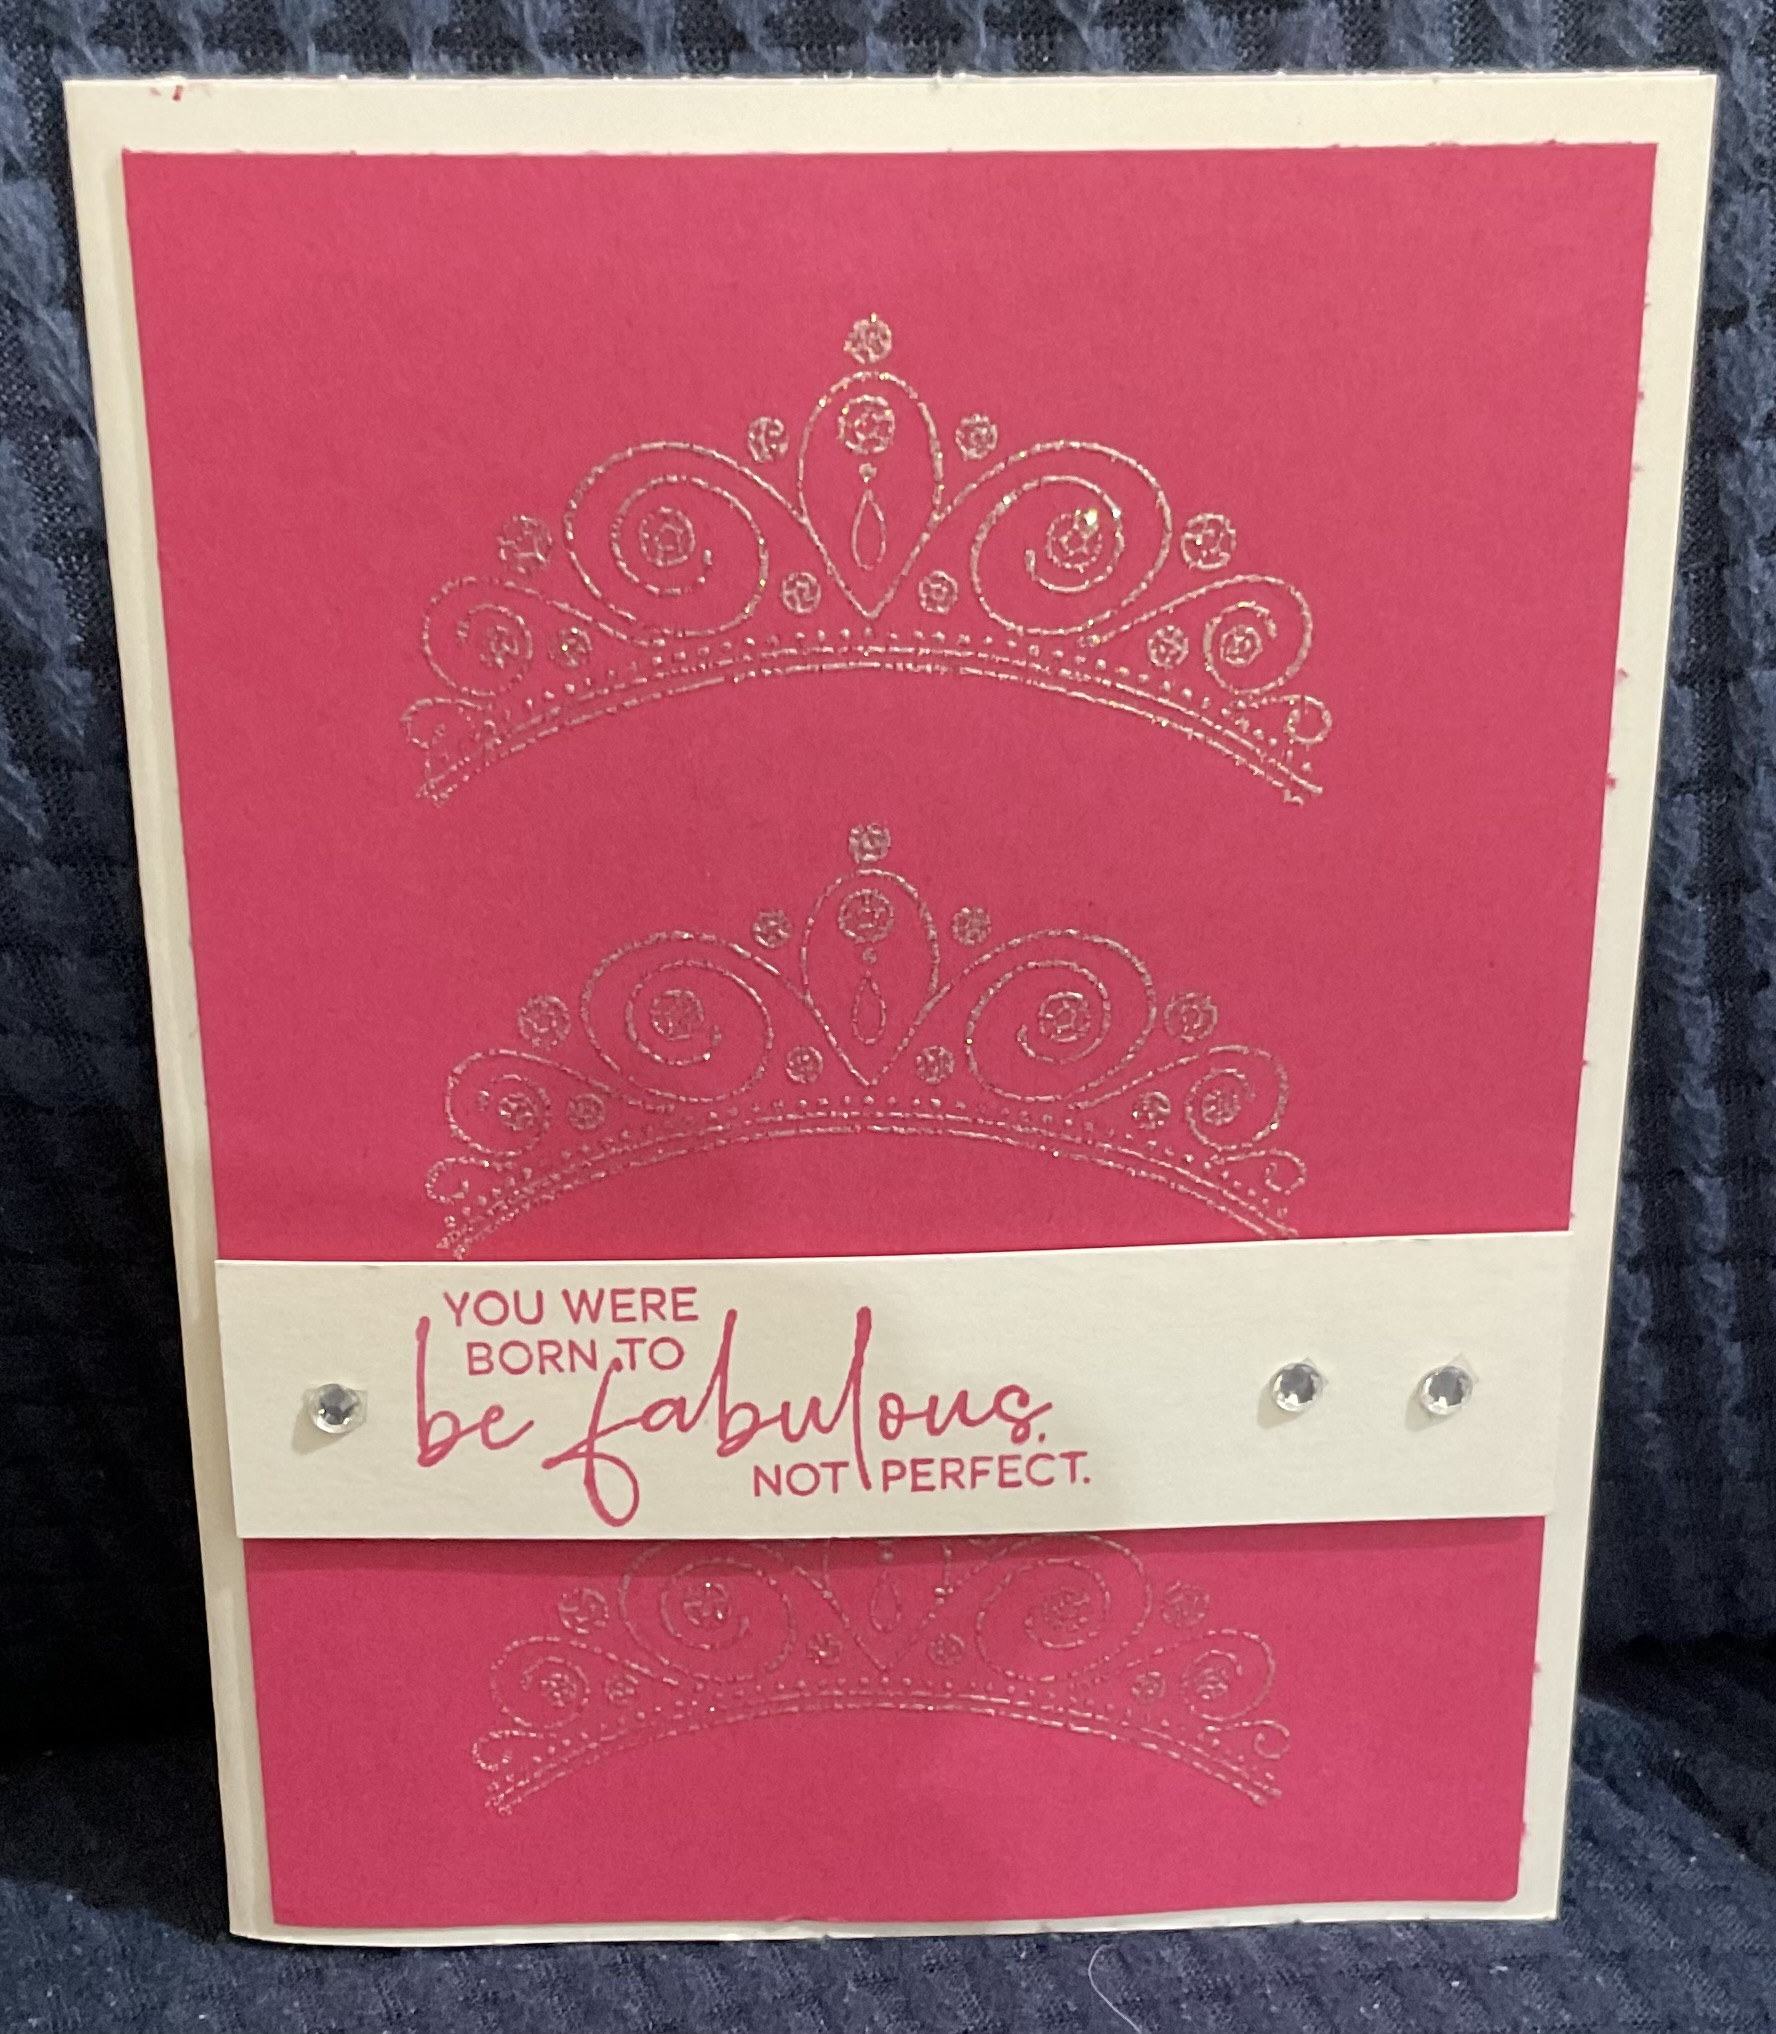 YOU WERE
BORN TO
be fabulous.
NOT PERFECT.